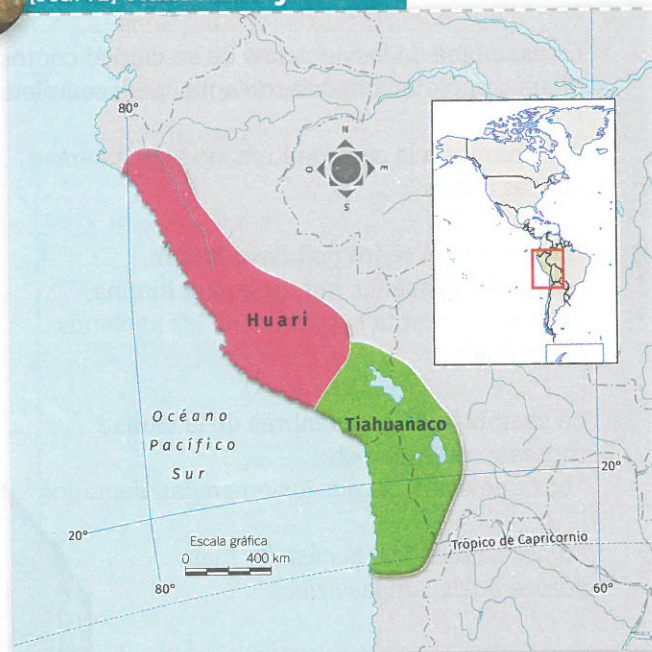 80°
N
O
E
S
Huari
Océano
Pacífico
Sur
Tiahuanaco
20°
20°
Escala gráfica
0 400 km
Trópico de Capricornio
80°
60°